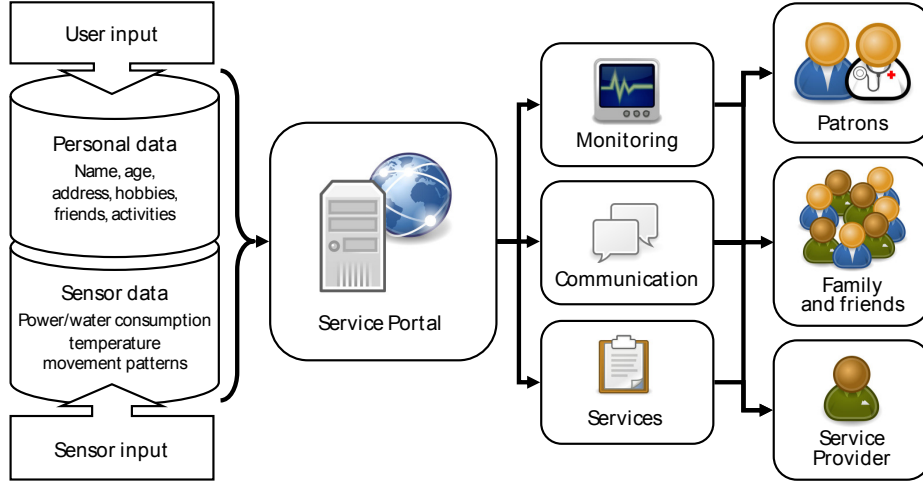 User input
Personal data
Name, age,
address, hobbies,
friends, activities
Sensor data
Power/water consumption
temperature
movement patterns
Sensor input
Service Portal
Monitoring
Communication
Services
Patrons
Family
and friends
Service
Provider